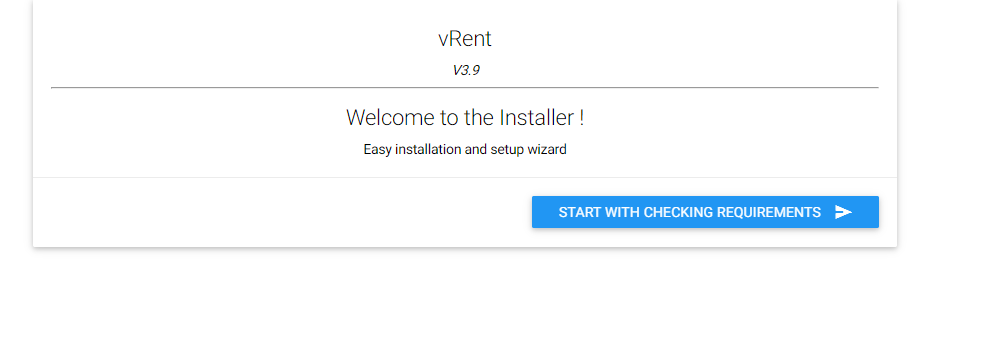 vRent
V3.9
Welcome to the Installer !
Easy installation and setup wizard
START WITH CHECKING REQUIREMENTS